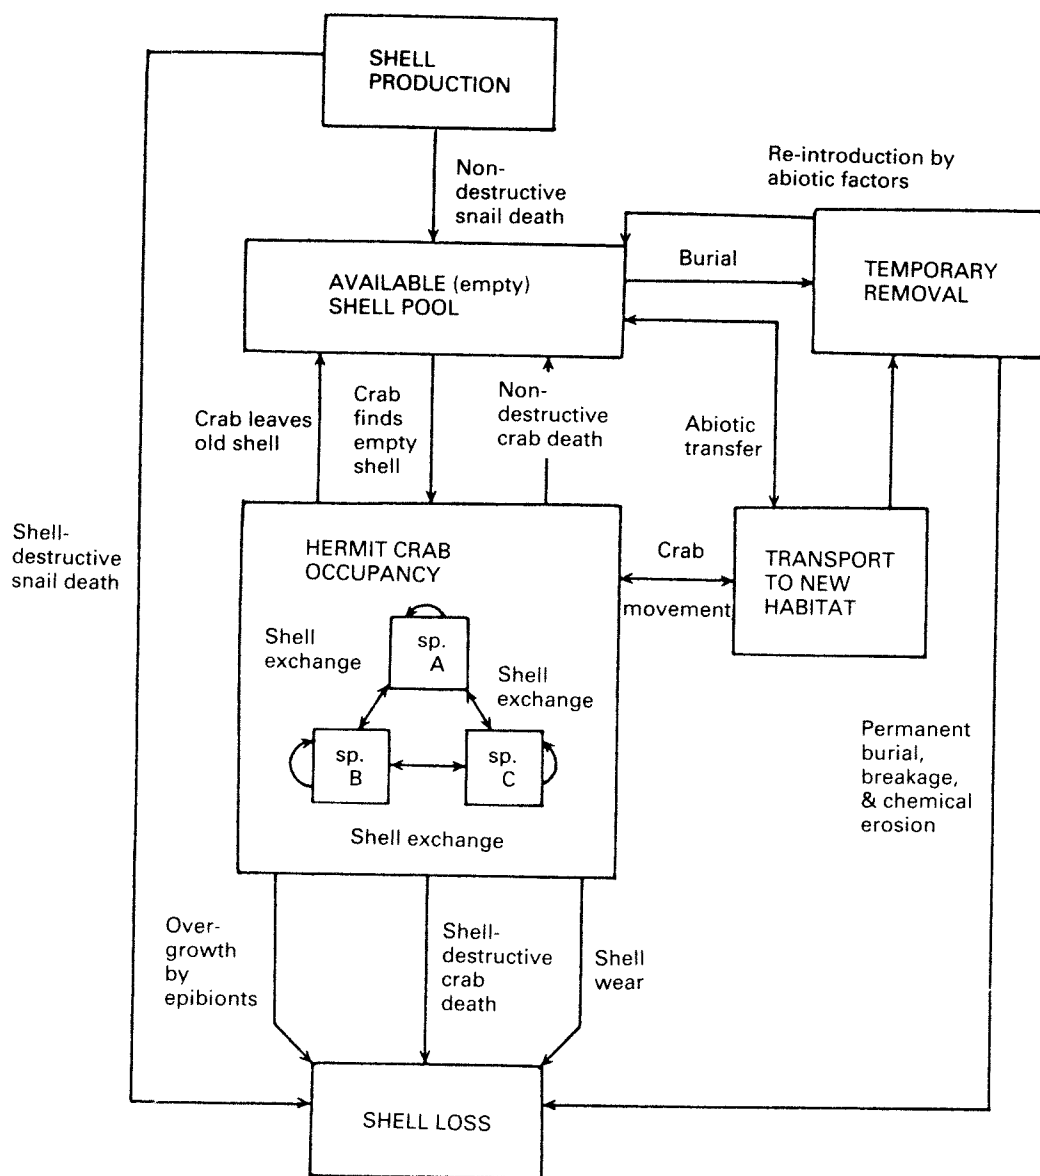 SHELL
PRODUCTION
Non-
destructive
snail death
Re-introduction by
abiotic factors
AVAILABLE (empty)
SHELL POOL
Burial
TEMPORARY
REMOVAL
Crab leaves
old shell
Crab
finds
empty
shell
Non-
destructive
crab death
Abiotic
transfer
Shell-
destructive
snail death
HERMIT CRAB
OCCUPANCY
Crab
movement
TRANSPORT
TO NEW
HABITAT
Shell
exchange
sp.
A
Shell
exchange
sp.
B
sp.
C
Shell exchange
Permanent
burial,
breakage,
& chemical
erosion
Over-
growth
by
epibionts
Shell-
destructive
crab
death
Shell
wear
SHELL LOSS